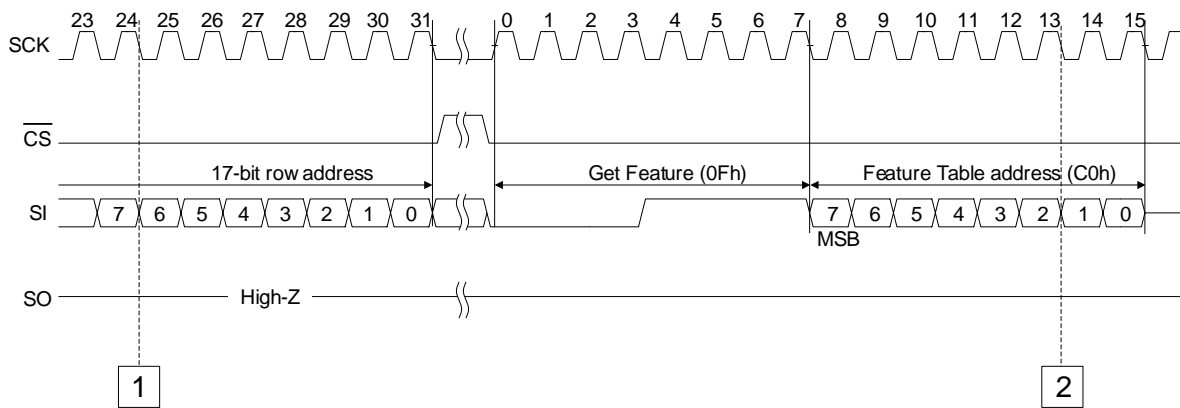 23 24 25 26 27 28 29 30 31 0 1 2 3 4 5 6 7 8 9 10 11 12 13 14 15
SCK
CS
17-bit row address Get Feature (0Fh) Feature Table address (C0h)
SI 7 6 5 4 3 2 1 0 7 6 5 4 3 2 1 0
MSB
SO High-Z
1 2